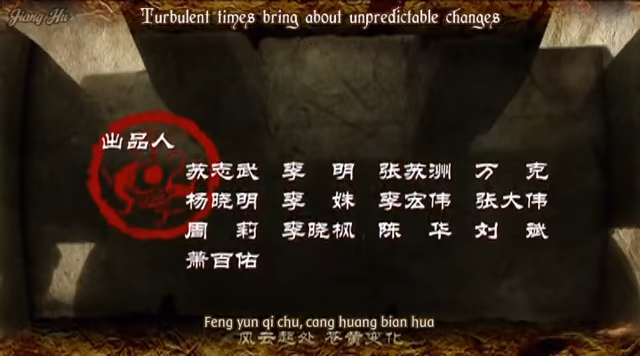 Jiang Hu
Turbulent times bring about unpredictable changes
出品人
苏志武 李 明 张苏洲 万 克
杨晓明 李 姝 李宏伟 张大伟
周 莉 李晓枫 陈 华 刘 斌
萧百佑
Feng yun qi chu, cang huang bian hua
风云起处 苍黄变化